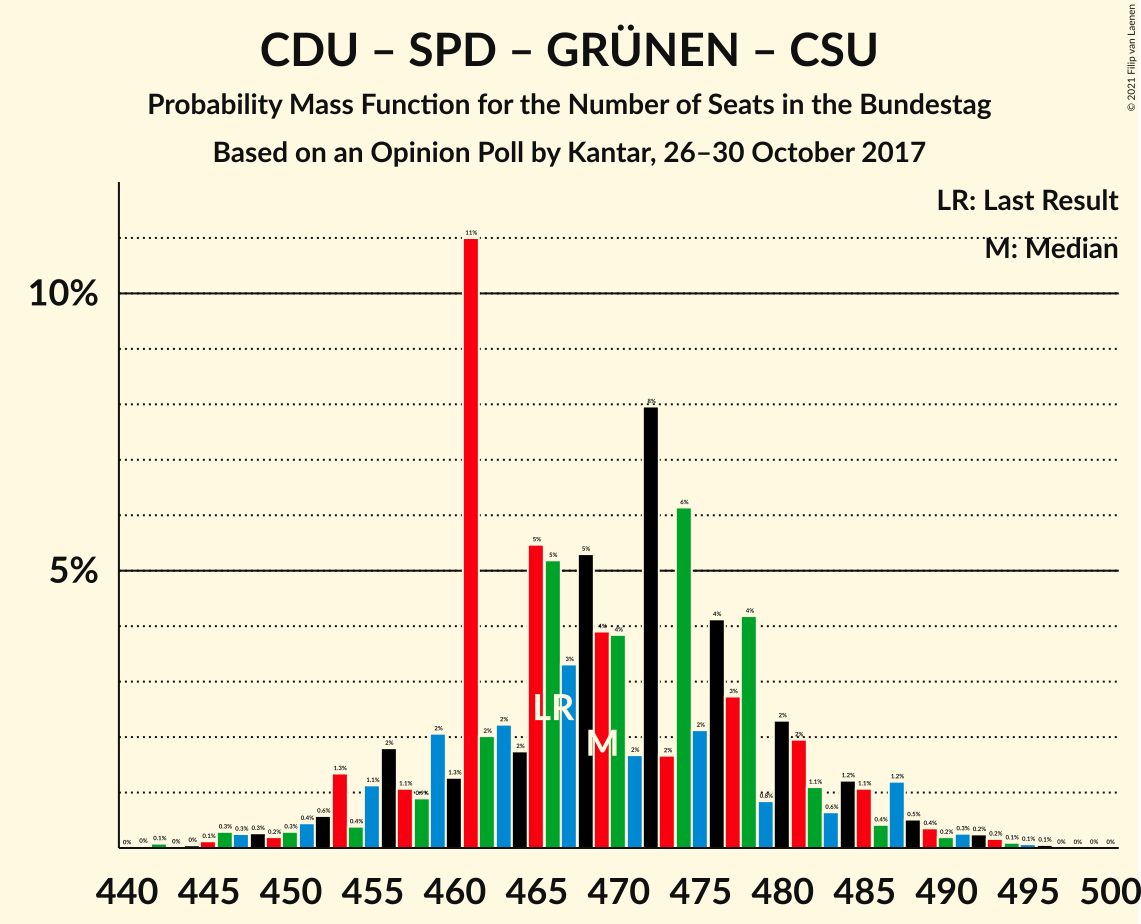 CDU – SPD – GRÜNEN – CSU
Probability Mass Function for the Number of Seats in the Bundestag
Based on an Opinion Poll by Kantar, 26–30 October 2017
© 2021 Filip van Laenen
LR: Last Result
M: Median
10%
5%
0% 0% 0.1% 0% 0% 0.1% 0.3% 0.3% 0.3% 0.2% 0.3% 0.4% 0.6% 1.3% 0.4% 1.1% 2% 1.1% 0.9% 2% 1.3% 11% 2% 2% 2% 5% 5% 3% 5% 4% 4% 2% 8% 2% 6% 2% 4% 3% 4% 0.8% 2% 2% 1.1% 0.6% 1.2% 1.1% 0.4% 1.2% 0.5% 0.4% 0.2% 0.3% 0.2% 0.2% 0.1% 0.1% 0.1% 0% 0% 0% 0%
LR
M
440 445 450 455 460 465 470 475 480 485 490 495 500